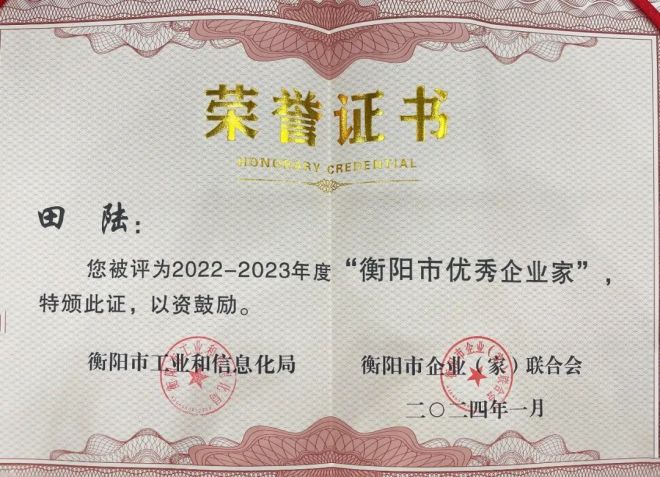 荣誉证书
HONORARY CREDENTIAL
田 陆：
您被评为2022-2023年度“衡阳市优秀企业家”，
特颁此证，以资鼓励。
衡阳市工业和信息化局 衡阳市企业（家）联合会
二〇二四年一月